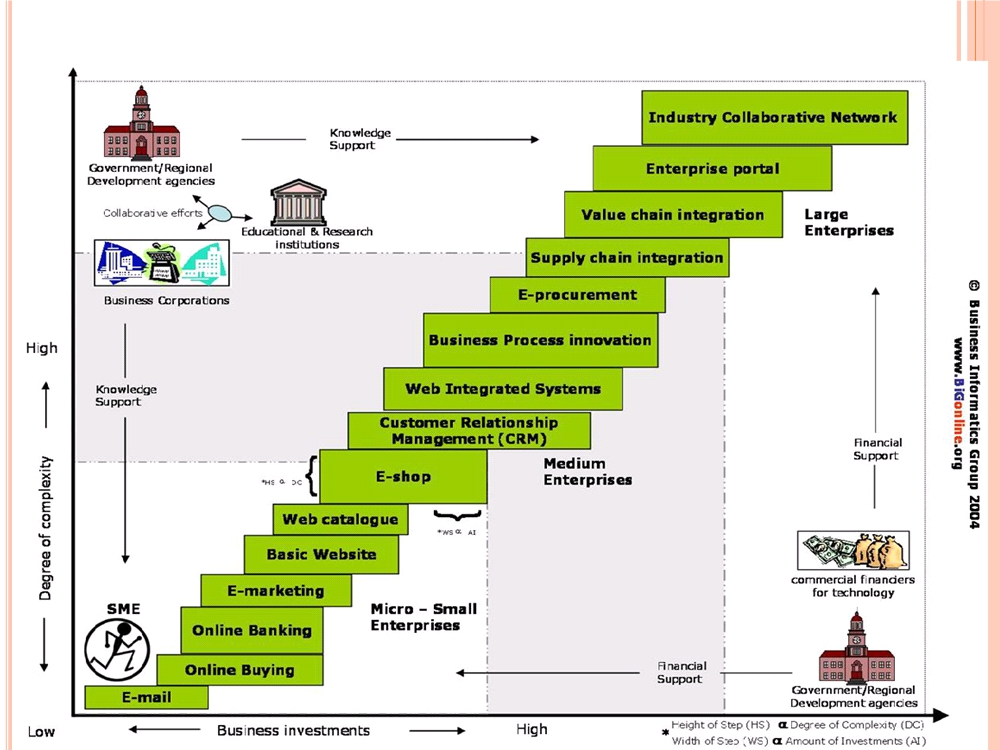 Industry Collaborative Network
Knowledge
Support
Government/Regional
Development agencies
Enterprise portal
Collaborative efforts
Value chain integration
Large
Enterprises
Educational & Research
institutions
Supply chain integration
Business Corporations
E-procurement
Business Process innovation
High
Knowledge
Support
Web Integrated Systems
Customer Relationship
Management (CRM)
Financial
Support
Medium
Enterprises
E-shop
*HS α DC
Web catalogue
*WS α AI
Degree of complexity
© Business Informatics Group 2004
www.BiGonline.org
Basic Website
commercial financiers
for technology
E-marketing
SME
Micro – Small
Enterprises
Online Banking
Online Buying
Financial
Support
Government/Regional
Development agencies
E-mail
Low
Business investments
High
* Height of Step (HS) α Degree of Complexity (DC)
Width of Step (WS) α Amount of Investments (AI)